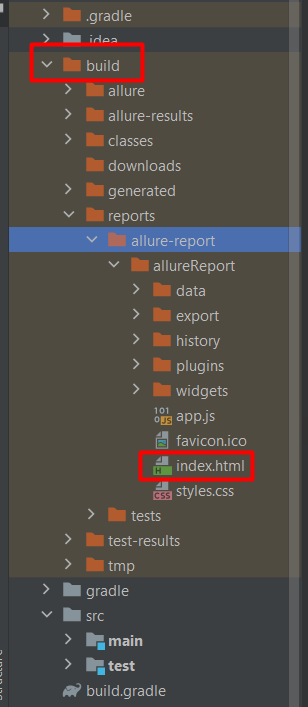 .gradle
.idea
build
allure
allure-results
classes
downloads
generated
reports
allure-report
allureReport
data
export
history
plugins
widgets
app.js
favicon.ico
index.html
styles.css
tests
test-results
tmp
gradle
src
main
test
build.gradle
Structure